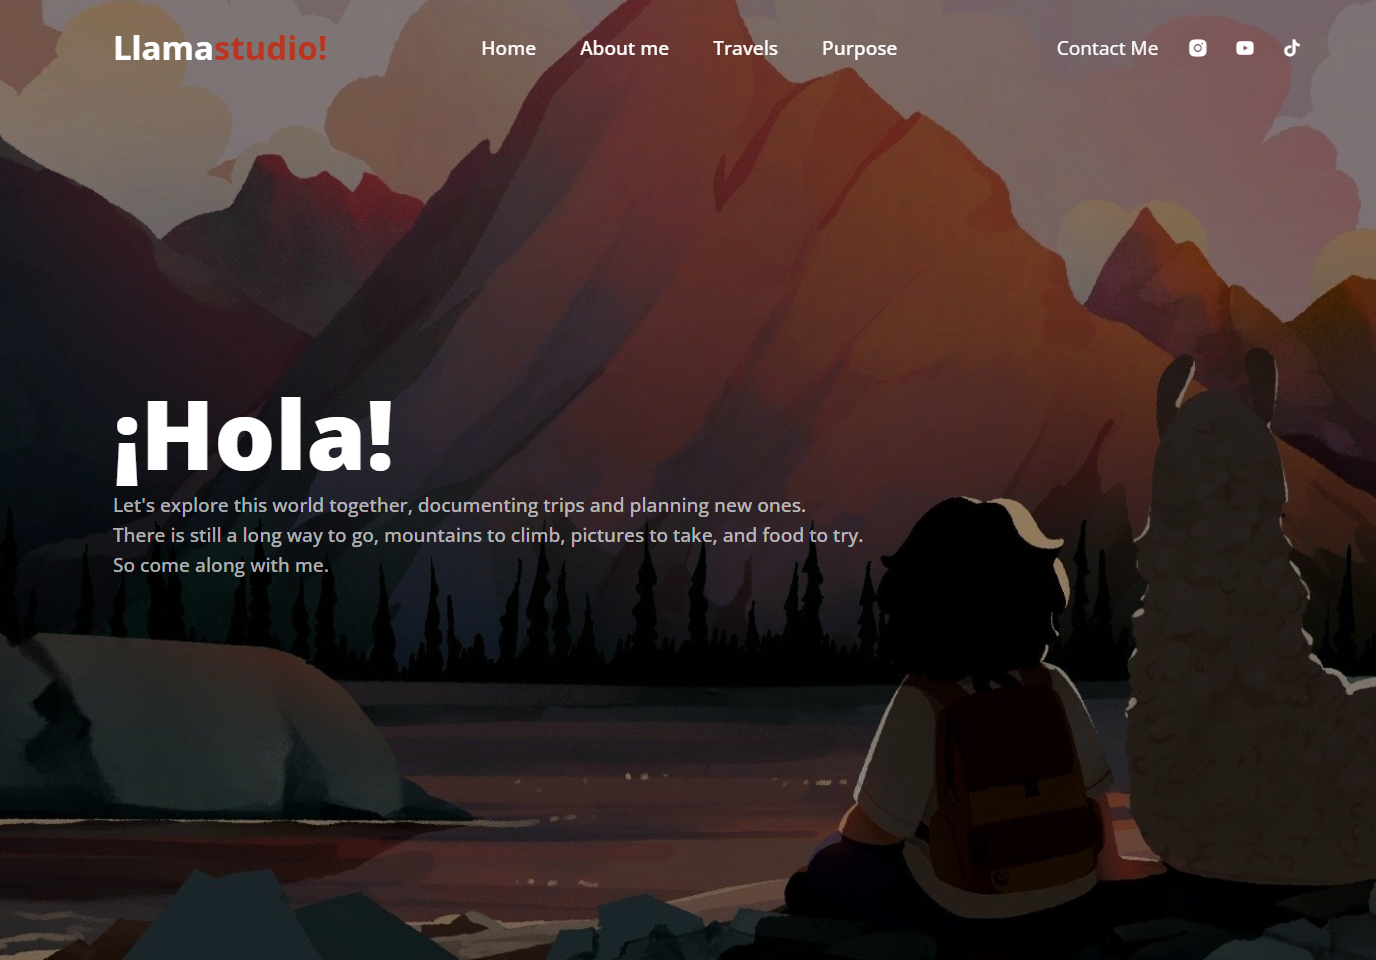 Llamastudio!
Home About me Travels Purpose Contact Me
¡Hola!
Let's explore this world together, documenting trips and planning new ones.
There is still a long way to go, mountains to climb, pictures to take, and food to try.
So come along with me.